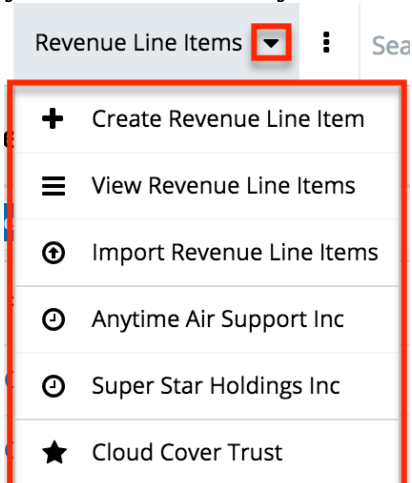 Revenue Line Items Sea
Create Revenue Line Item
View Revenue Line Items
Import Revenue Line Items
Anytime Air Support Inc
Super Star Holdings Inc
Cloud Cover Trust